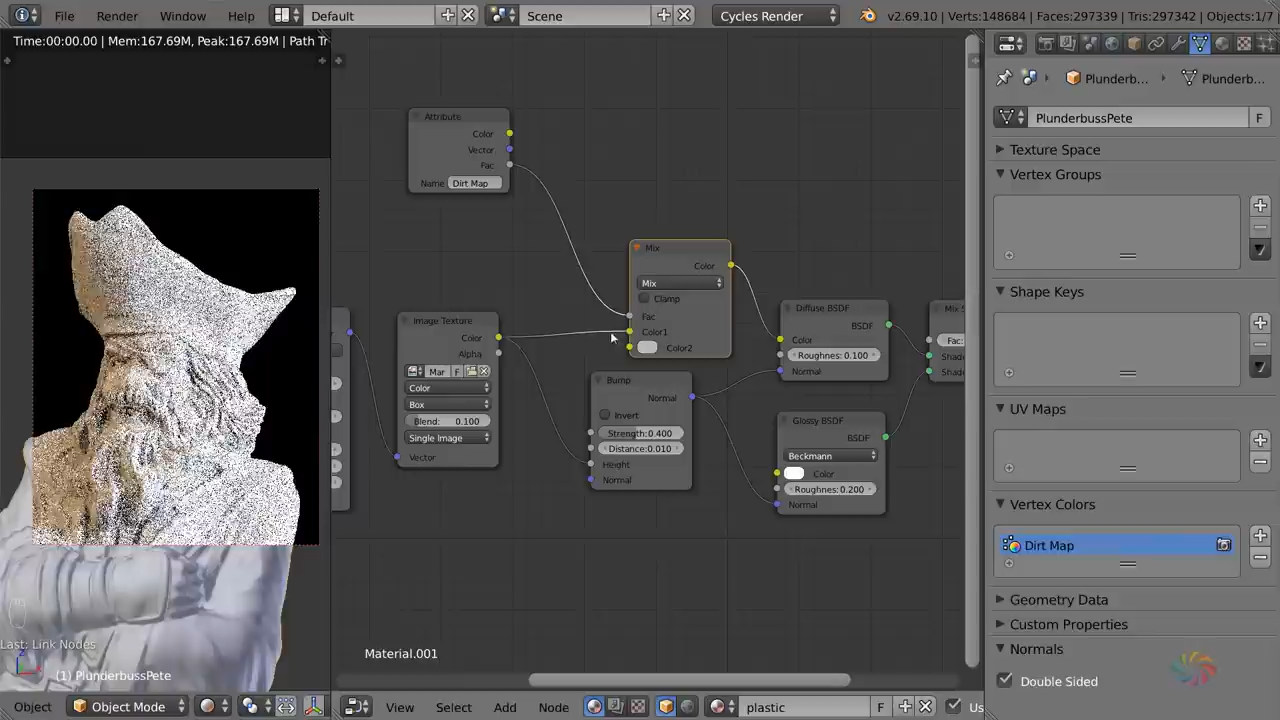 File Render Window Help Default Scene Cycles Render v2.69.10 | Verts:148684 | Faces:297339 | Tris:297342 | Objects:1/7
Time:00:00.00 | Mem:167.69M, Peak:167.69M | Path Tr
Plunderb... Plunderb...
PlunderbussPete F
Texture Space
Vertex Groups
Shape Keys
UV Maps
Vertex Colors
Dirt Map
Geometry Data
Custom Properties
Normals
Double Sided
Attribute
Color
Vector
Fac
Name Dirt Map
Mix
Color
Mix
Clamp
Fac
Color1
Color2
Image Texture
Color
Alpha
Mar F
Color
Box
Blend: 0.100
Single Image
Vector
Bump
Normal
Invert
Strength:0.400
Distance:0.010
Height
Normal
Diffuse BSDF
BSDF
Color
Roughness: 0.100
Normal
Glossy BSDF
BSDF
Beckmann
Color
Roughness: 0.200
Normal
Mix S
Fac:
Shade
Shade
Material.001
Last: Link Nodes
(1) PlunderbussPete
Object Object Mode View Select Add Node plastic F Us